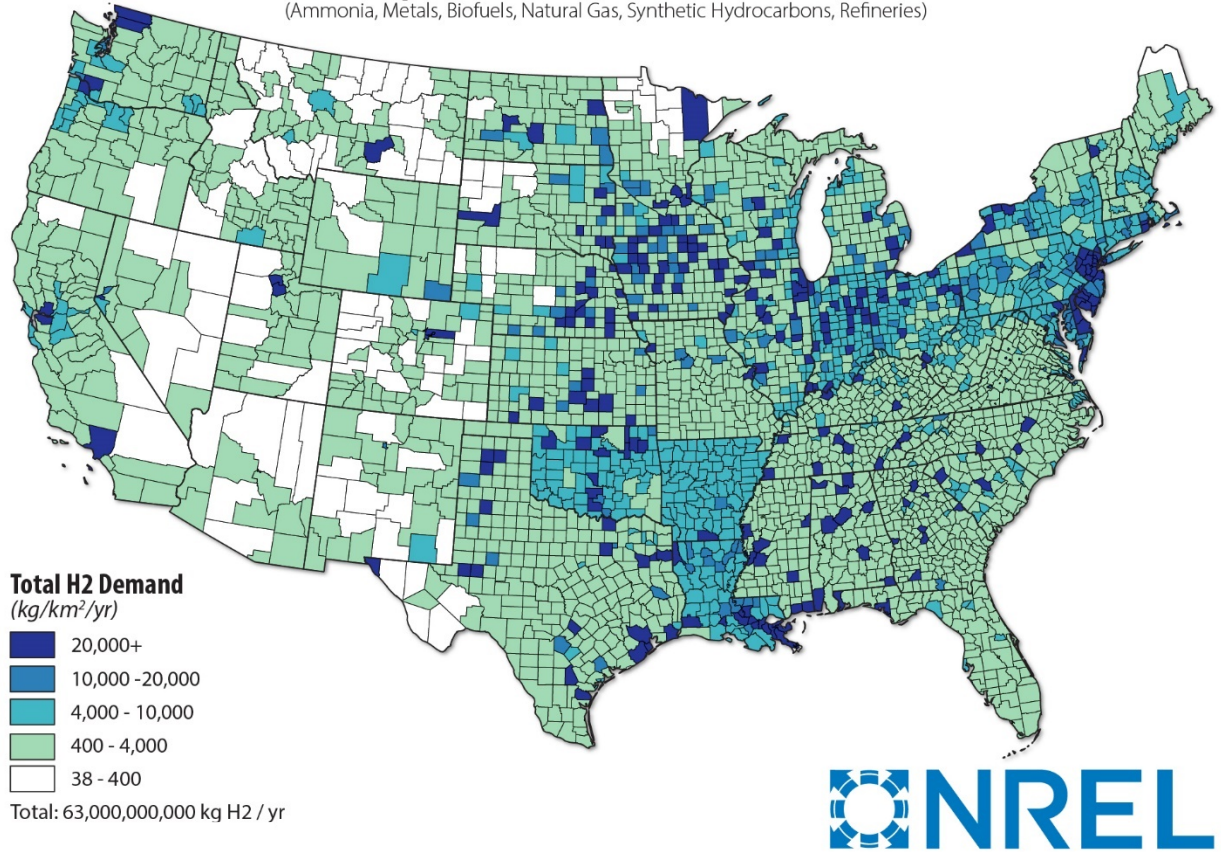 (Ammonia, Metals, Biofuels, Natural Gas, Synthetic Hydrocarbons, Refineries)
Total H2 Demand
(kg/km²/yr)
20,000+
10,000 -20,000
4,000 - 10,000
400 - 4,000
38 - 400
Total: 63,000,000,000 kg H2 / yr
NREL